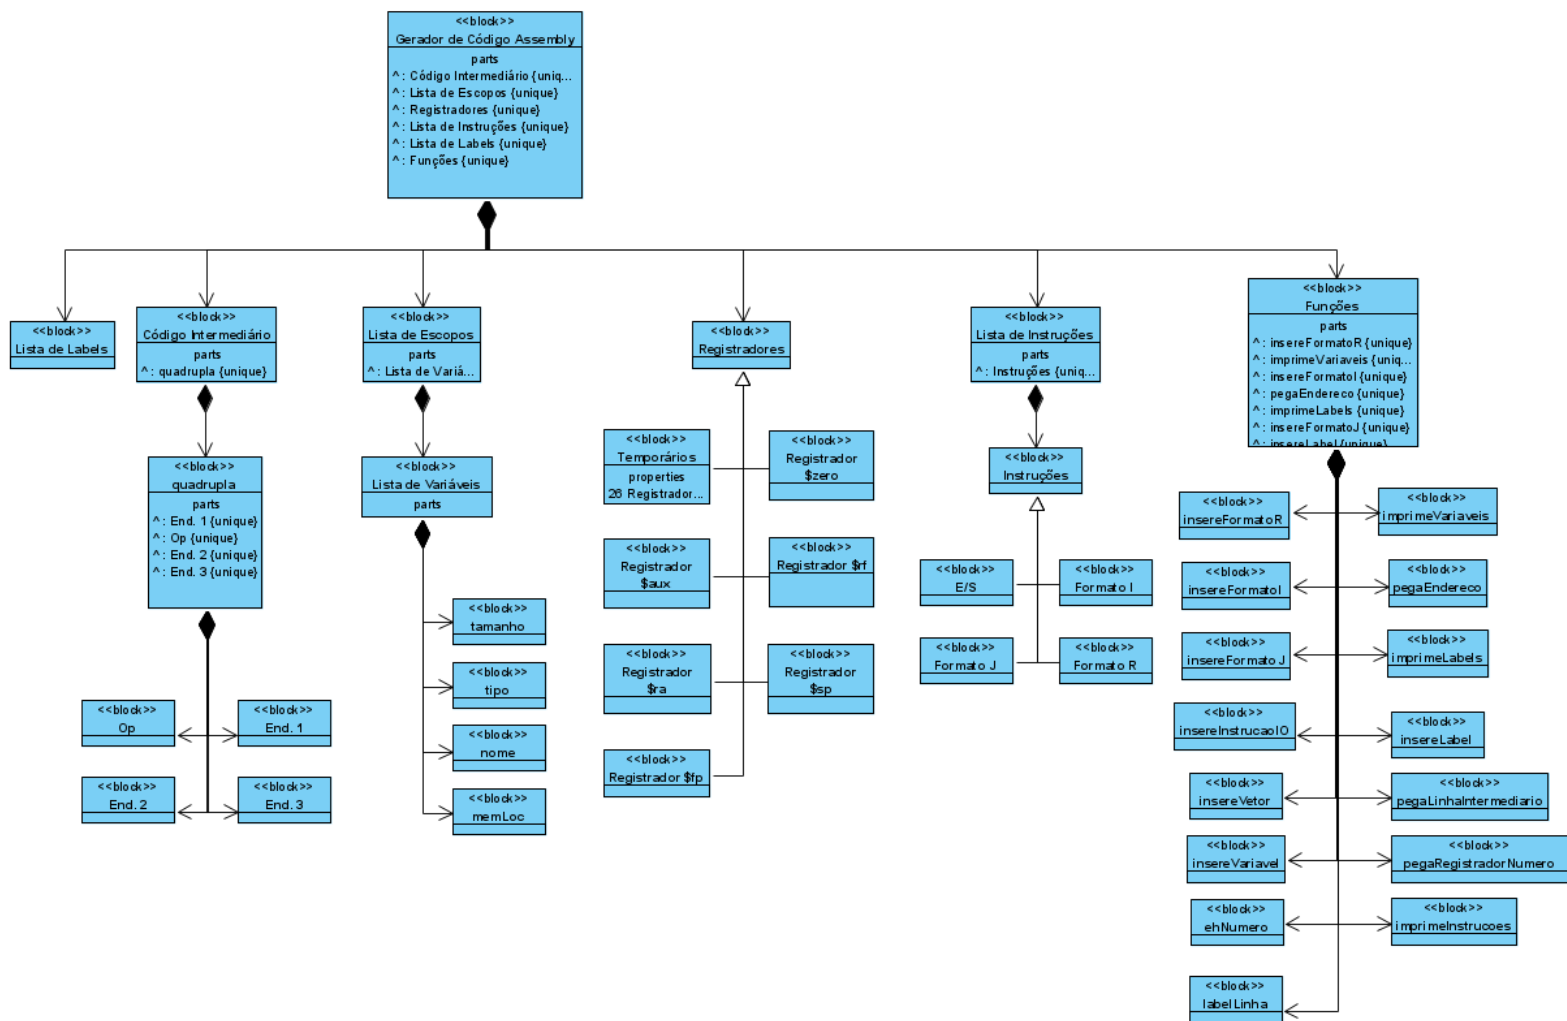 <<block>>
Gerador de Código Assembly
parts
^ : Código Intermediário {uniq...
^ : Lista de Escopos {unique}
^ : Registradores {unique}
^ : Lista de Instruções {unique}
^ : Lista de Labels {unique}
^ : Funções {unique}
<<block>>
Lista de Labels
<<block>>
Código Intermediário
parts
^ : quadrupla {unique}
<<block>>
Lista de Escopos
parts
^ : Lista de Variá...
<<block>>
Registradores
<<block>>
Lista de Instruções
parts
^ : Instruções {uniq...
<<block>>
Funções
parts
^ : insereFormatoR {unique}
^ : imprimeVariaveis {uniq...
^ : insereFormatoI {unique}
^ : pegaEndereco {unique}
^ : imprimeLabels {unique}
^ : insereFormatoJ {unique}
^ : insereLabel {unique}
<<block>>
quadrupla
parts
^ : End. 1 {unique}
^ : Op {unique}
^ : End. 2 {unique}
^ : End. 3 {unique}
<<block>>
Op
<<block>>
End. 1
<<block>>
End. 2
<<block>>
End. 3
<<block>>
Lista de Variáveis
parts
<<block>>
tamanho
<<block>>
tipo
<<block>>
nome
<<block>>
memLoc
<<block>>
Temporários
properties
26 Registrador...
<<block>>
Registrador
$zero
<<block>>
Registrador
$aux
<<block>>
Registrador $rf
<<block>>
Registrador
$ra
<<block>>
Registrador
$sp
<<block>>
Registrador $fp
<<block>>
Instruções
<<block>>
E/S
<<block>>
Formato I
<<block>>
Formato J
<<block>>
Formato R
<<block>>
insereFormatoR
<<block>>
imprimeVariaveis
<<block>>
insereFormatoI
<<block>>
pegaEndereco
<<block>>
insereFormatoJ
<<block>>
imprimeLabels
<<block>>
insereInstrucaoIO
<<block>>
insereLabel
<<block>>
insereVetor
<<block>>
pegaLinhaIntermediario
<<block>>
insereVariavel
<<block>>
pegaRegistradorNumero
<<block>>
ehNumero
<<block>>
imprimeInstrucoes
<<block>>
labelLinha